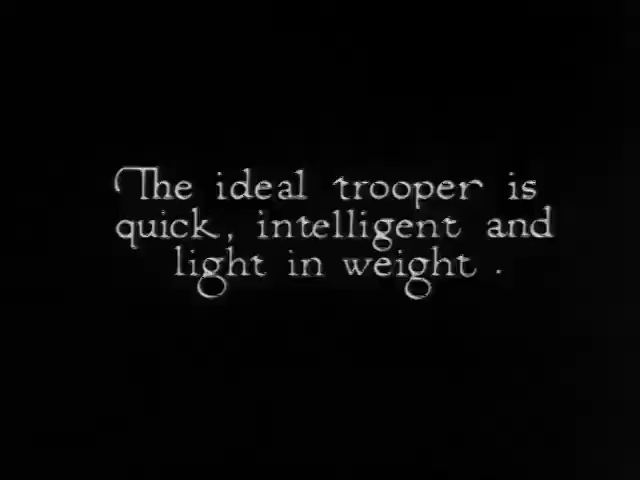 The ideal trooper is
quick, intelligent and
light in weight .